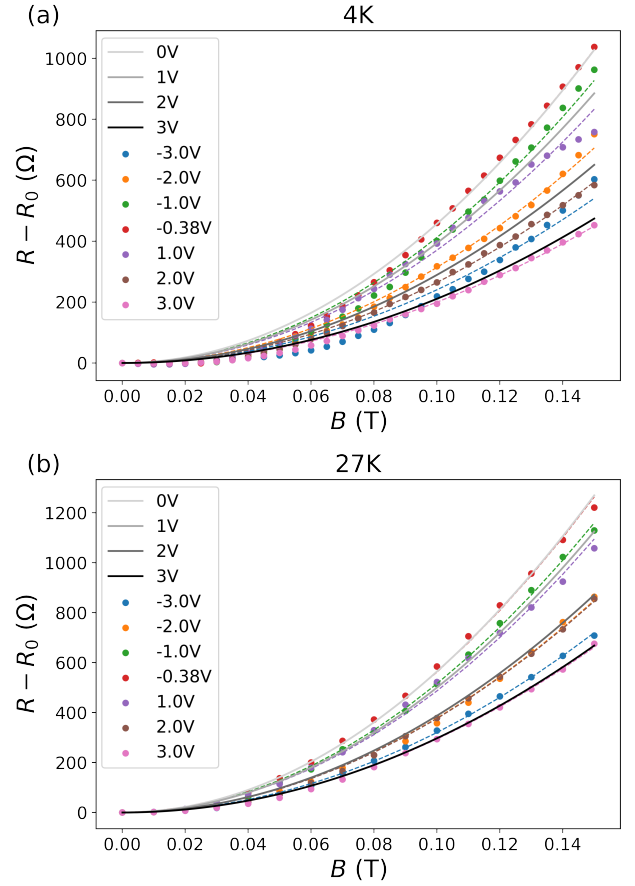 (a)
4K
1000
800
600
400
200
0
R − R₀ (Ω)
0V
1V
2V
3V
-3.0V
-2.0V
-1.0V
-0.38V
1.0V
2.0V
3.0V
0.00 0.02 0.04 0.06 0.08 0.10 0.12 0.14
B (T)
(b)
27K
1200
1000
800
600
400
200
0
R − R₀ (Ω)
0V
1V
2V
3V
-3.0V
-2.0V
-1.0V
-0.38V
1.0V
2.0V
3.0V
0.00 0.02 0.04 0.06 0.08 0.10 0.12 0.14
B (T)